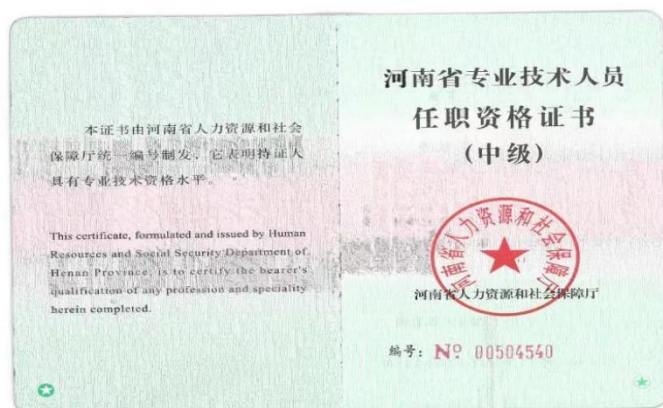 本证书由河南省人力资源和社会
保障厅统一编号制发，它表明持证人
具有专业技术资格水平。
This certificate, formulated and issued by Human
Resources and Social Security Department of
Henan Province, is to certify the bearer's
qualification of any profession and speciality
herein completed.
河南省专业技术人员
任职资格证书
（中级）
河南省人力资源和社会保障厅
河南省人力资源和社会保障厅
编号：Nº 00504540